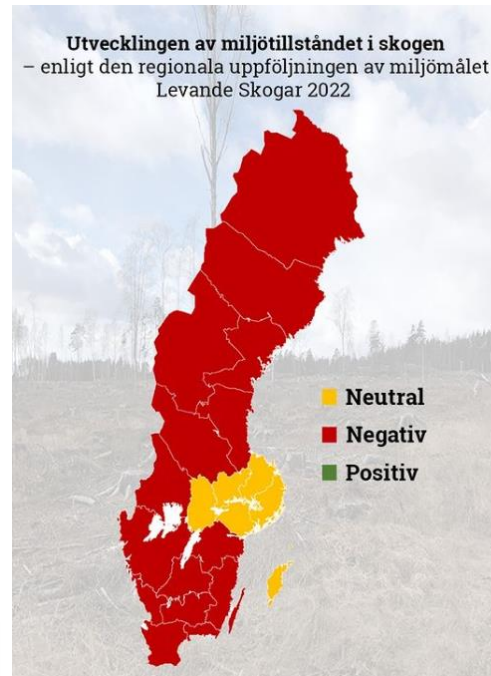 Utvecklingen av miljötillståndet i skogen
– enligt den regionala uppföljningen av miljömålet
Levande Skogar 2022
Neutral
Negativ
Positiv